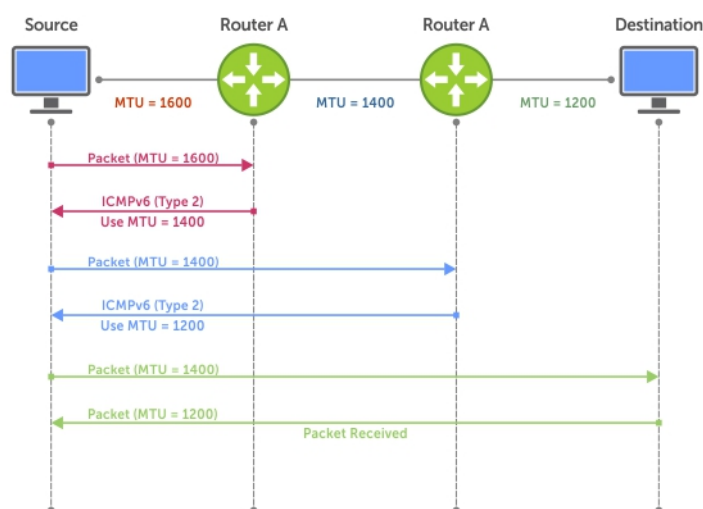 Source
Router A
Router A
Destination
MTU = 1600
MTU = 1400
MTU = 1200
Packet (MTU = 1600)
ICMPv6 (Type 2)
Use MTU = 1400
Packet (MTU = 1400)
ICMPv6 (Type 2)
Use MTU = 1200
Packet (MTU = 1400)
Packet (MTU = 1200)
Packet Received